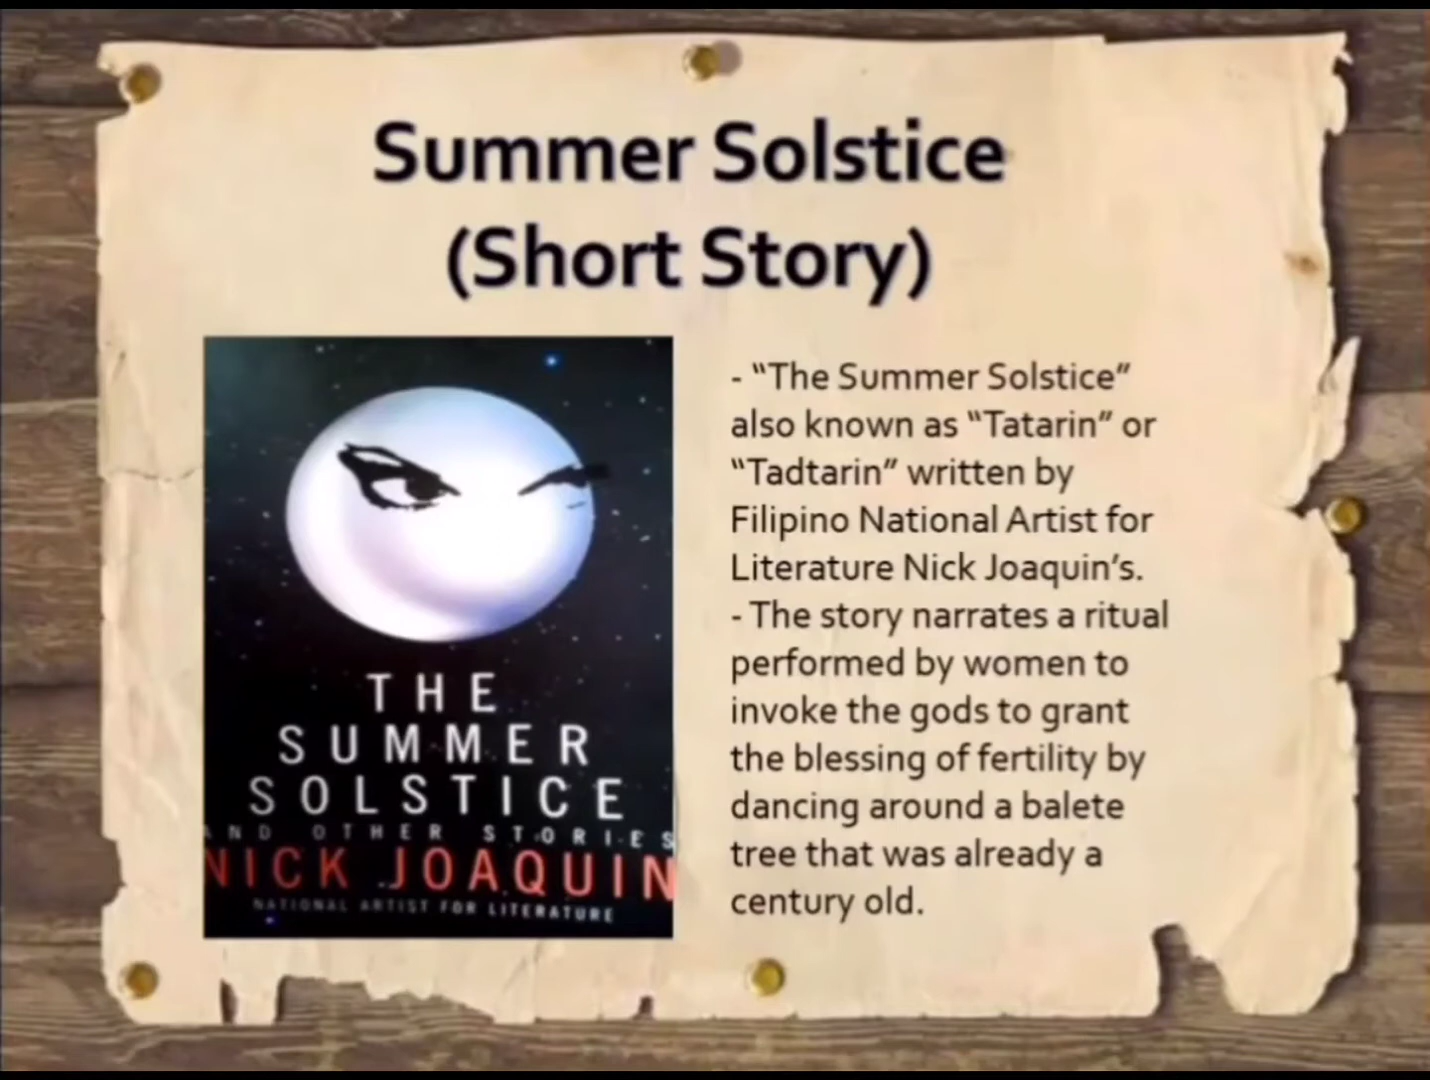 Summer Solstice
(Short Story)
THE
SUMMER
SOLSTICE
AND OTHER STORIES
NICK JOAQUIN
NATIONAL ARTIST FOR LITERATURE
- “The Summer Solstice”
also known as “Tatarin” or
“Tadtarin” written by
Filipino National Artist for
Literature Nick Joaquin’s.
- The story narrates a ritual
performed by women to
invoke the gods to grant
the blessing of fertility by
dancing around a balete
tree that was already a
century old.